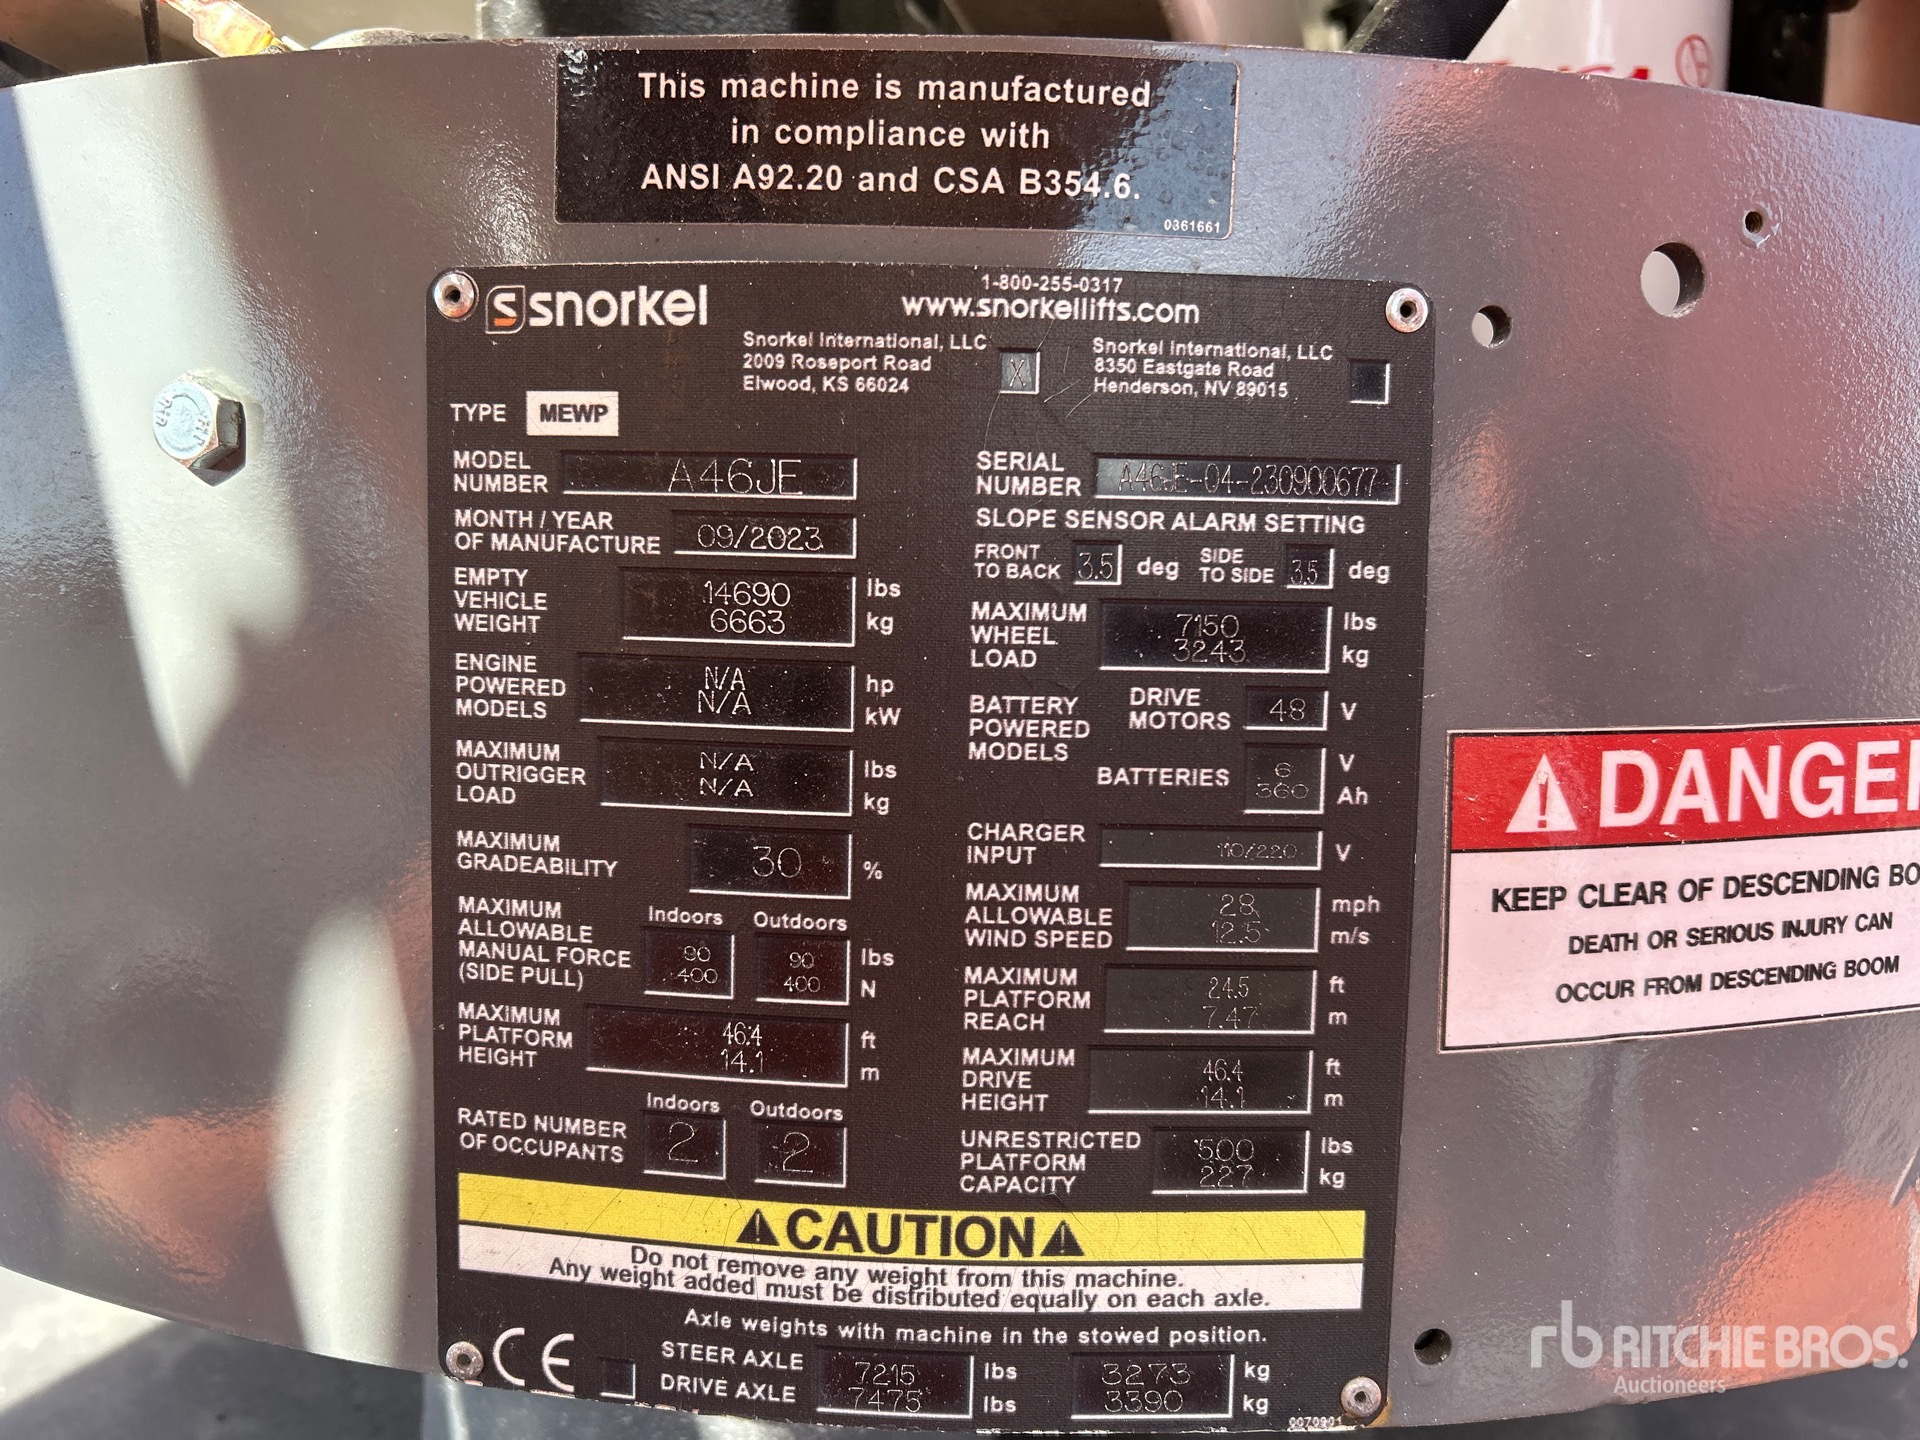 This machine is manufactured
in compliance with
ANSI A92.20 and CSA B354.6.
0361661
snorkel
1-800-255-0317
www.snorkellifts.com
Snorkel International, LLC
2009 Roseport Road
Elwood, KS 66024
X
Snorkel International, LLC
8350 Eastgate Road
Henderson, NV 89015
TYPE MEWP
MODEL
NUMBER A46JE
SERIAL
NUMBER A46JE-04-230900677
MONTH / YEAR
OF MANUFACTURE 09/2023
SLOPE SENSOR ALARM SETTING
FRONT
TO BACK 3.5 deg
SIDE
TO SIDE 3.5 deg
EMPTY
VEHICLE
WEIGHT
14690 lbs
6663 kg
MAXIMUM
WHEEL
LOAD
7150 lbs
3243 kg
ENGINE
POWERED
MODELS
N/A hp
N/A kW
BATTERY
POWERED
MODELS
DRIVE
MOTORS 48 V
BATTERIES
6 V
360 Ah
MAXIMUM
OUTRIGGER
LOAD
N/A lbs
N/A kg
CHARGER
INPUT 110/220 V
MAXIMUM
GRADEABILITY 30 %
MAXIMUM
ALLOWABLE
WIND SPEED
28 mph
12.5 m/s
MAXIMUM
ALLOWABLE
MANUAL FORCE
(SIDE PULL)
Indoors Outdoors
90 90 lbs
400 400 N
MAXIMUM
PLATFORM
REACH
24.5 ft
7.47 m
MAXIMUM
PLATFORM
HEIGHT
46.4 ft
14.1 m
MAXIMUM
DRIVE
HEIGHT
46.4 ft
14.1 m
RATED NUMBER
OF OCCUPANTS
Indoors Outdoors
2 2
UNRESTRICTED
PLATFORM
CAPACITY
500 lbs
227 kg
CAUTION
Do not remove any weight from this machine.
Any weight added must be distributed equally on each axle.
Axle weights with machine in the stowed position.
CE
STEER AXLE 7215 lbs 3273 kg
DRIVE AXLE 7475 lbs 3390 kg
0070901
DANGER
KEEP CLEAR OF DESCENDING BO
DEATH OR SERIOUS INJURY CAN
OCCUR FROM DESCENDING BOOM
rb RITCHIE BROS.
Auctioneers